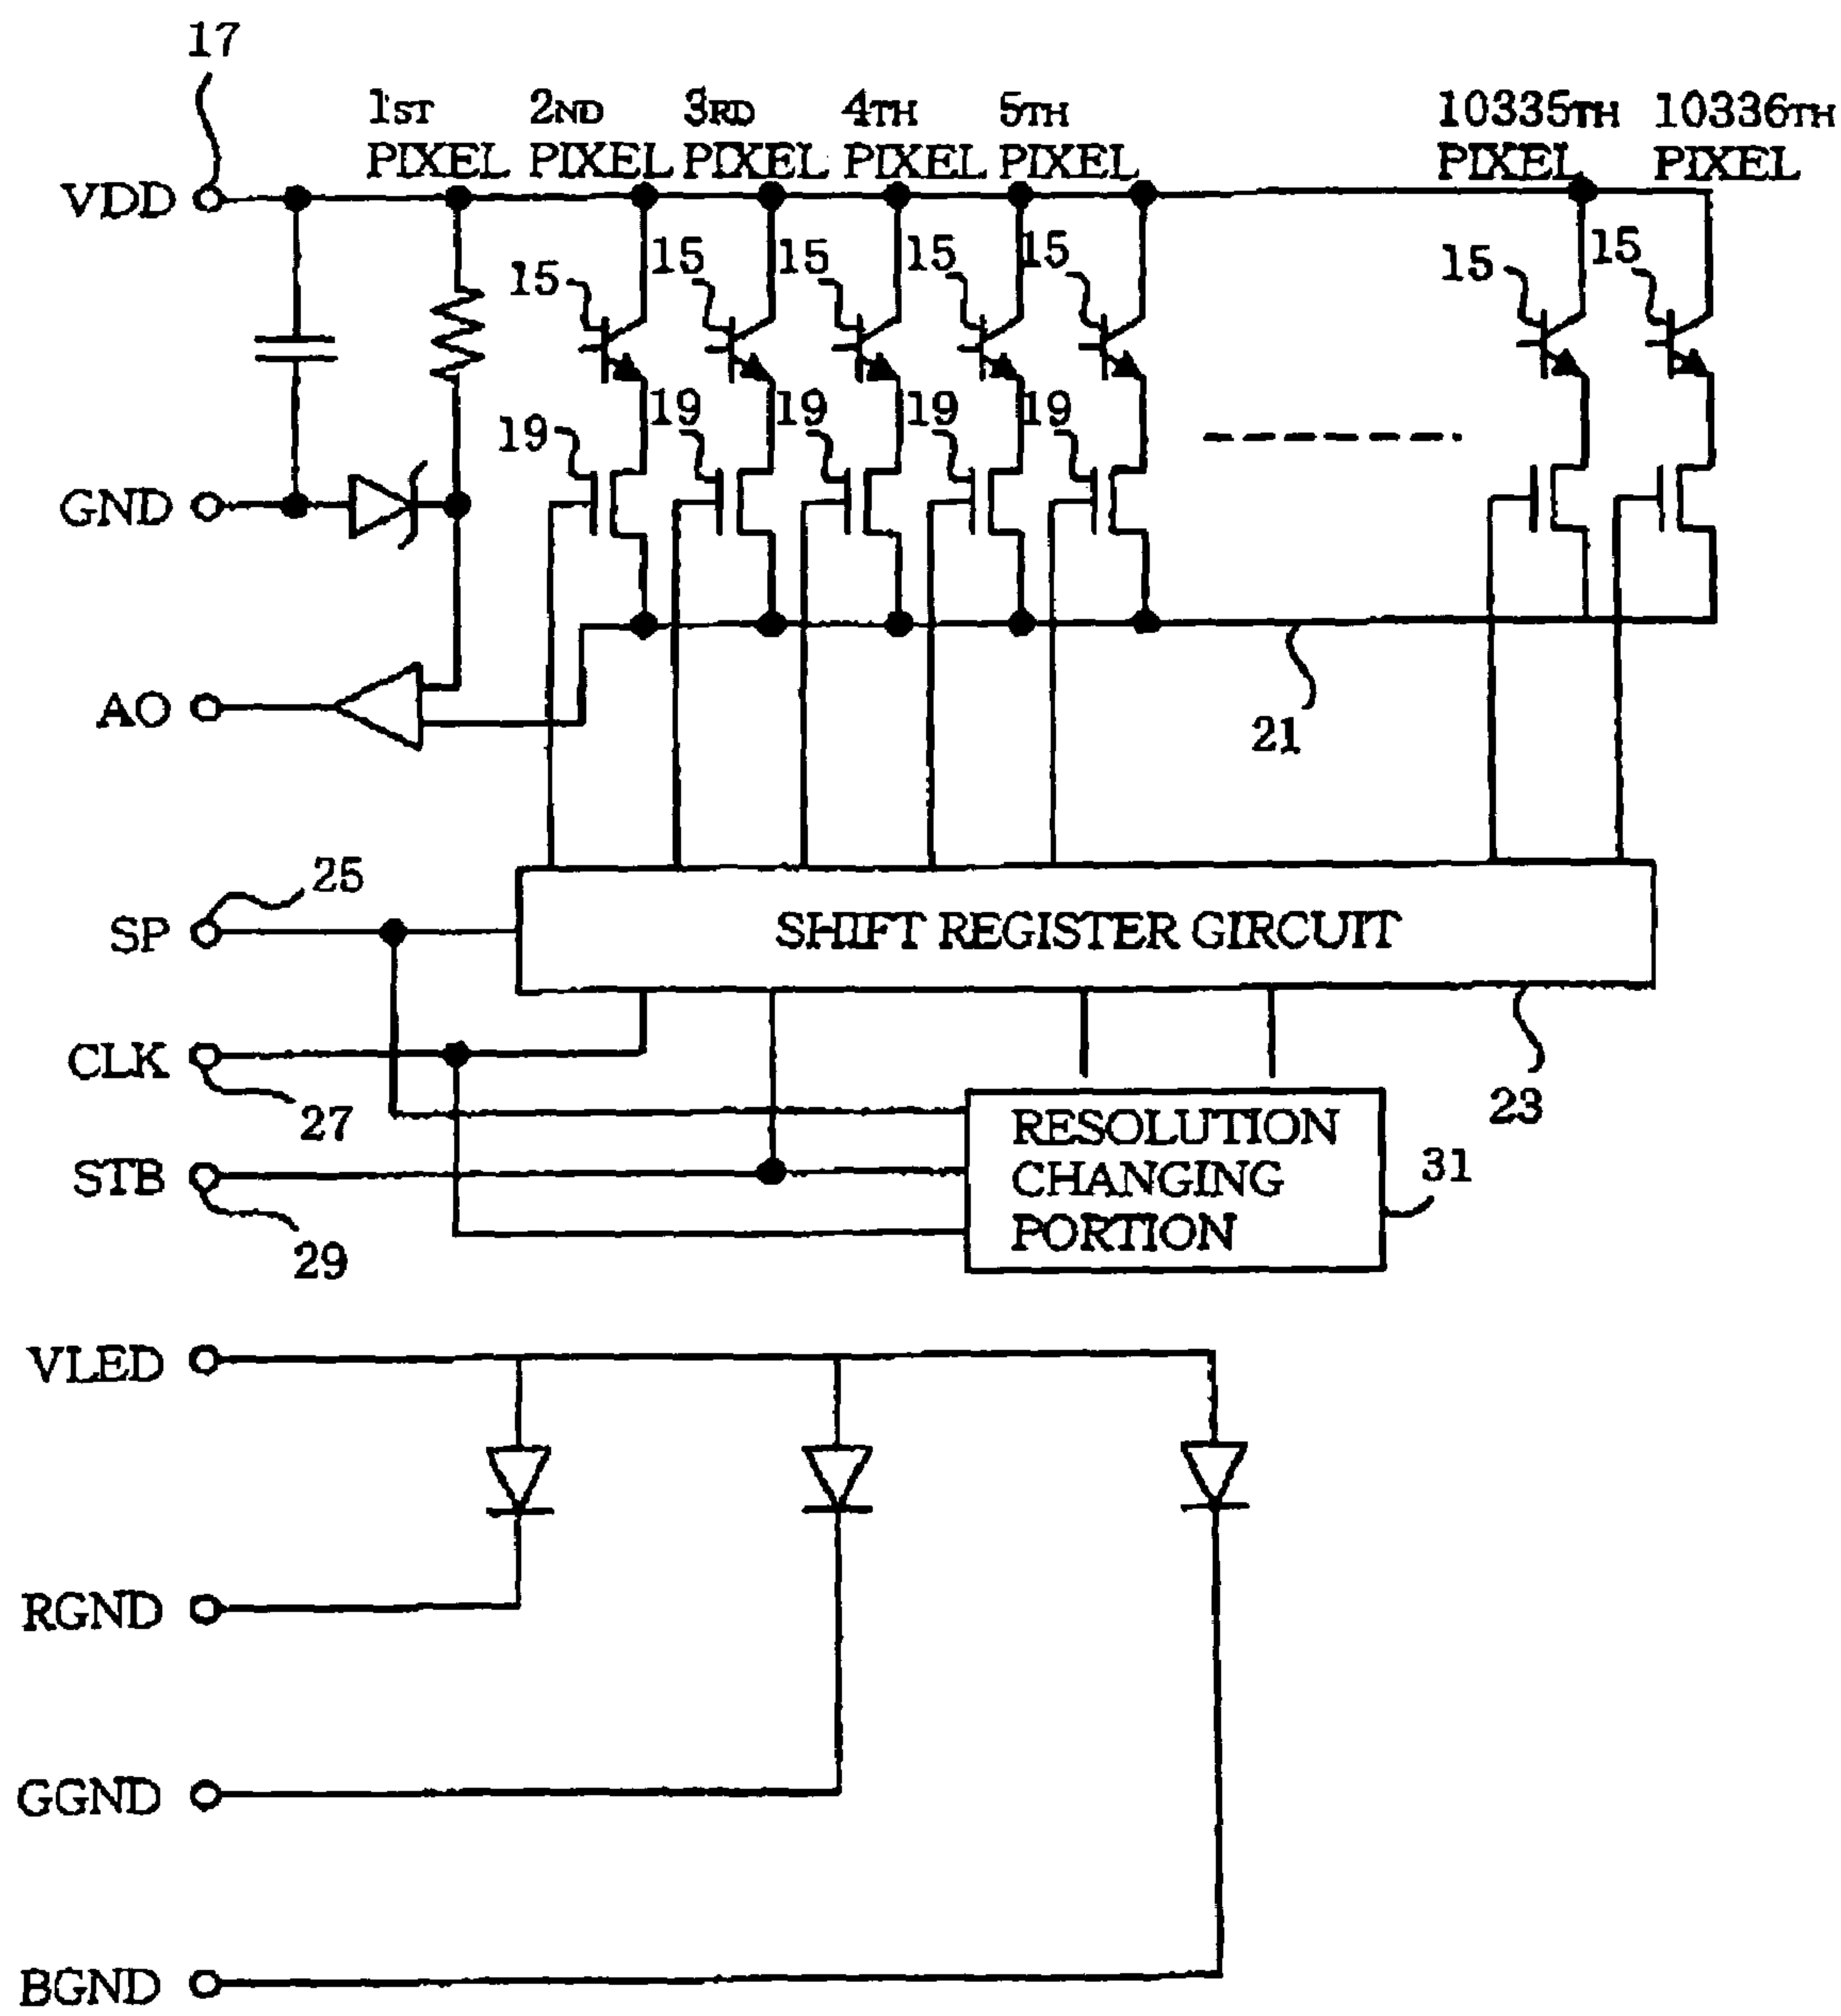 17
1ST PIXEL
2ND PIXEL
3RD PIXEL
4TH PIXEL
5TH PIXEL
10335TH PIXEL
10336TH PIXEL
VDD
15
15
15
15
15
15
15
19
19
19
19
19
GND
AO
21
25
SP
SHIFT REGISTER GIRCUIT
CLK
27
23
STB
29
RESOLUTION
CHANGING
PORTION
31
VLED
RGND
GGND
BGND